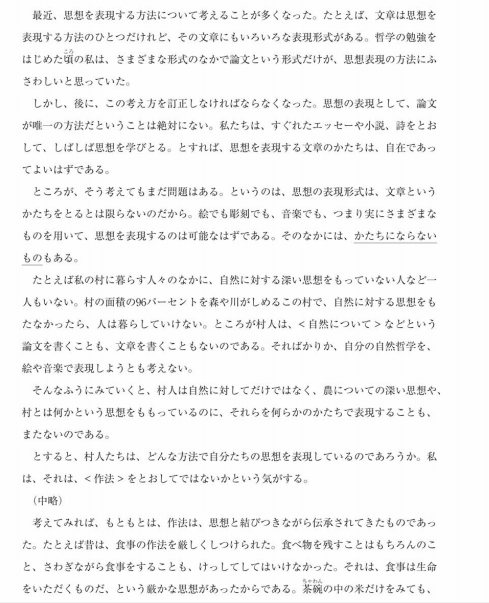 最近、思想を表現する方法について考えることが多くなった。たとえば、文章は思想を
表現する方法のひとつだけれど、その文章にもいろいろな表現形式がある。哲学の勉強を
はじめた頃の私は、さまざまな形式のなかで論文という形式だけが、思想表現の方法にふ
さわしいと思っていた。
しかし、後に、この考え方を訂正しなければならなくなった。思想の表現として、論文
が唯一の方法だということは絶対にない。私たちは、すぐれたエッセーや小説、詩をとお
して、しばしば思想を学びとる。とすれば、思想を表現する文章のかたちは、自在であっ
てよいはずである。
ところが、そう考えてもまだ問題はある。というのは、思想の表現形式は、文章という
かたちをとるとは限らないのだから。絵でも彫刻でも、音楽でも、つまり実にさまざまな
ものを用いて、思想を表現するのは可能なはずである。そのなかには、かたちにならない
ものもある。
たとえば私の村に暮らす人々のなかに、自然に対する深い思想をもっていない人など一
人もいない。村の面積の96パーセントを森や川がしめるこの村で、自然に対する思想をも
たなかったら、人は暮らしていけない。ところが村人は、＜自然について＞などという
論文を書くことも、文章を書くこともないのである。そればかりか、自分の自然哲学を、
絵や音楽で表現しようとも考えない。
そんなふうにみていくと、村人は自然に対してだけではなく、農についての深い思想や、
村とは何かという思想をももっているのに、それらを何らかのかたちで表現することも、
またないのである。
とすると、村人たちは、どんな方法で自分たちの思想を表現しているのであろうか。私
は、それは、＜作法＞をとおしてではないかという気がする。
（中略）
考えてみれば、もともとは、作法は、思想と結びつきながら伝承されてきたものであっ
た。たとえば昔は、食事の作法を厳しくしつけられた。食べ物を残すことはもちろんのこ
と、さわぎながら食事をすることも、けっしてしてはいけなかった。それは、食事は生命
をいただくものだ、という厳かな思想があったからである。茶碗の中の米だけをみても、